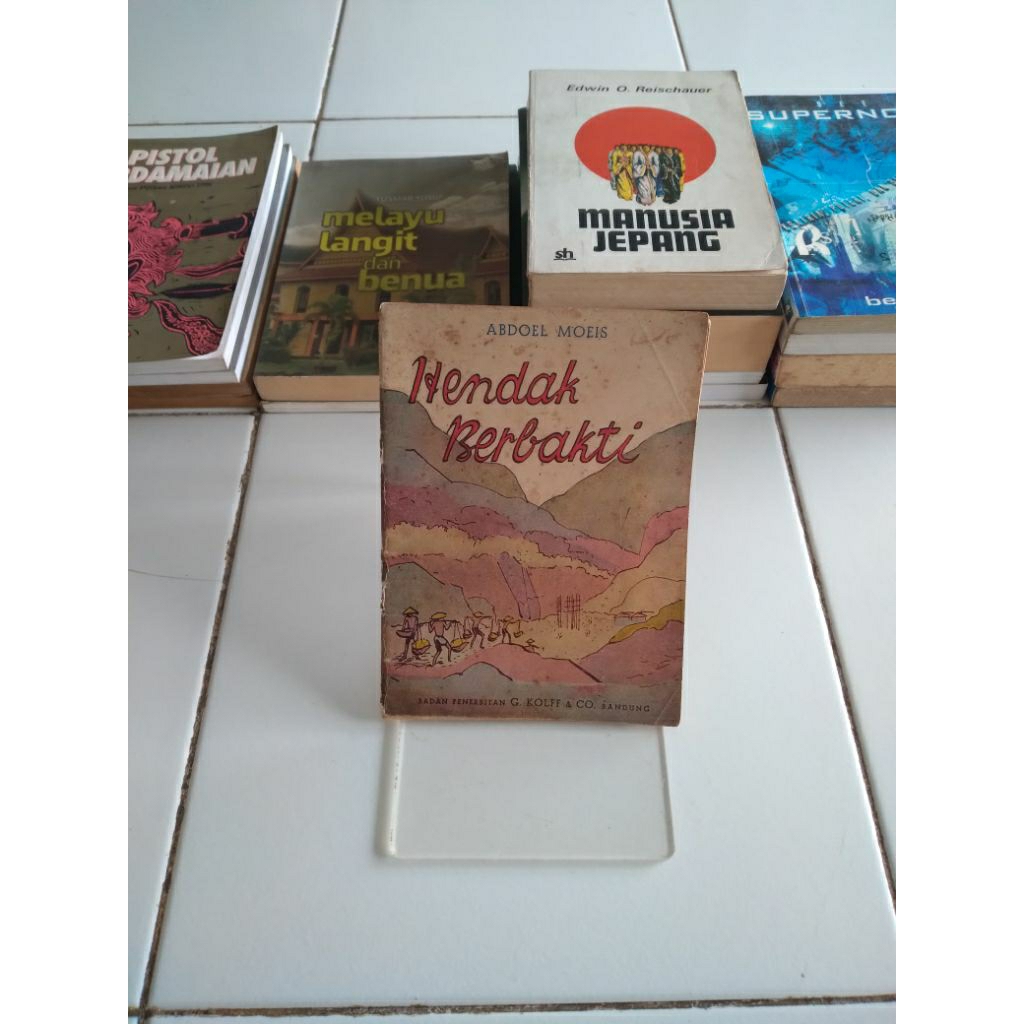 PISTOL
DAMAIAN
melayu
langit
dan
benua
Edwin O. Reischauer
MANUSIA
JEPANG
sh
SUPERNO
be
ABDOEL MOEIS
Hendak
Berbakti
BADAN PENERBITAN G. KOLFF & CO. BANDUNG